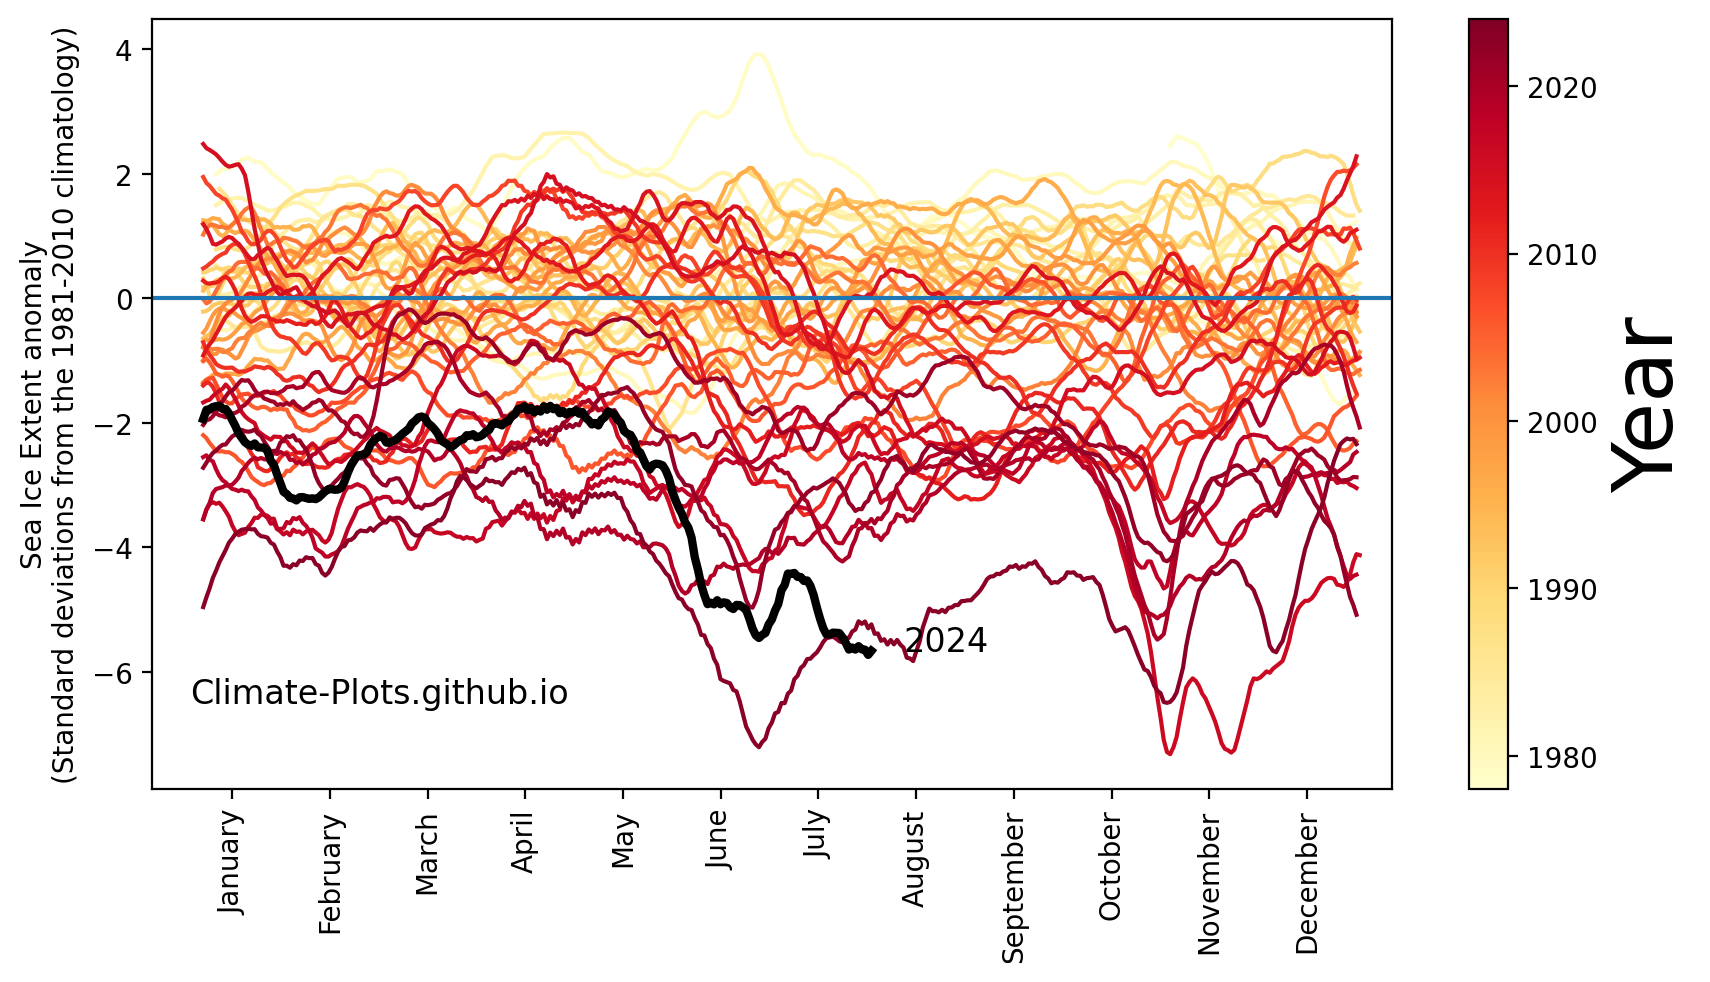 Sea Ice Extent anomaly
(Standard deviations from the 1981-2010 climatology)
4
2
0
−2
−4
−6
2024
Climate-Plots.github.io
January
February
March
April
May
June
July
August
September
October
November
December
2020
2010
2000
1990
1980
Year